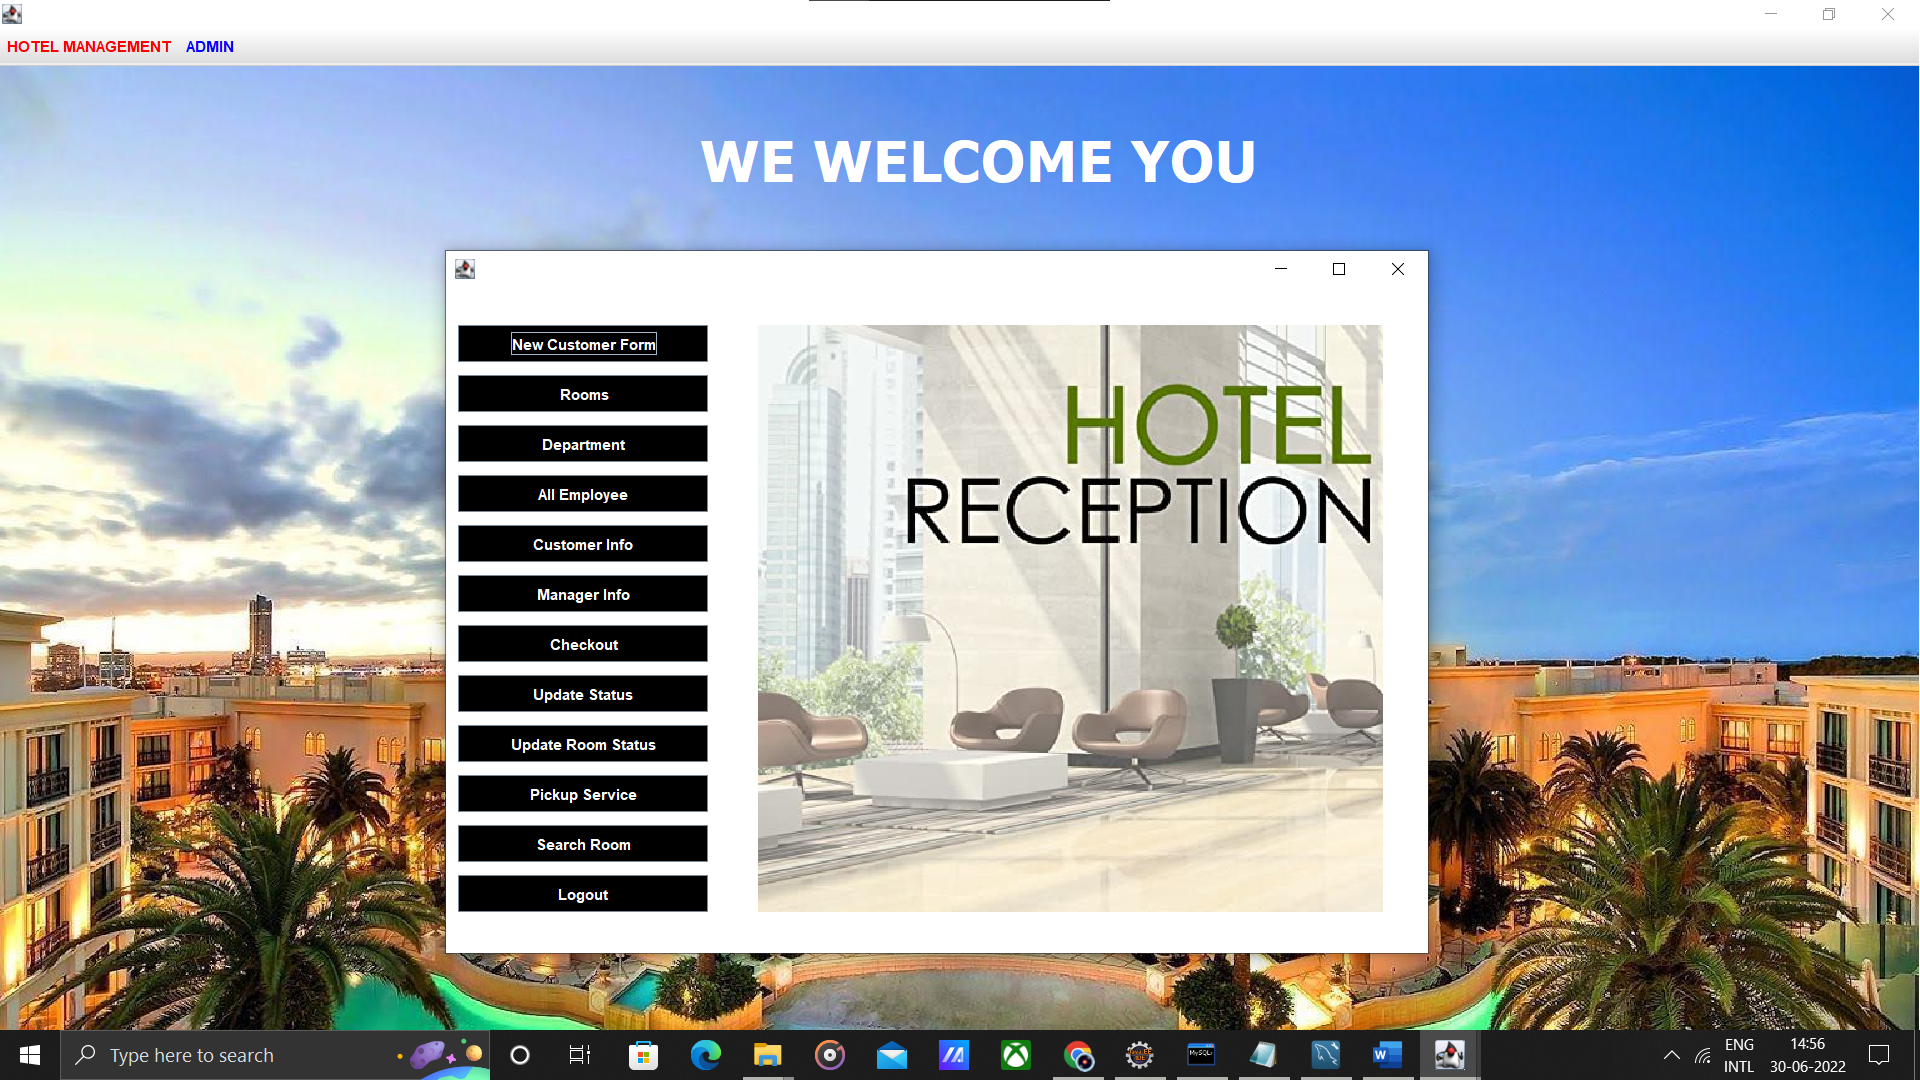 HOTEL MANAGEMENT ADMIN
WE WELCOME YOU
New Customer Form
Rooms
Department
All Employee
Customer Info
Manager Info
Checkout
Update Status
Update Room Status
Pickup Service
Search Room
Logout
HOTEL
RECEPTION
Type here to search
MySQL
W
ENG
INTL
14:56
30-06-2022